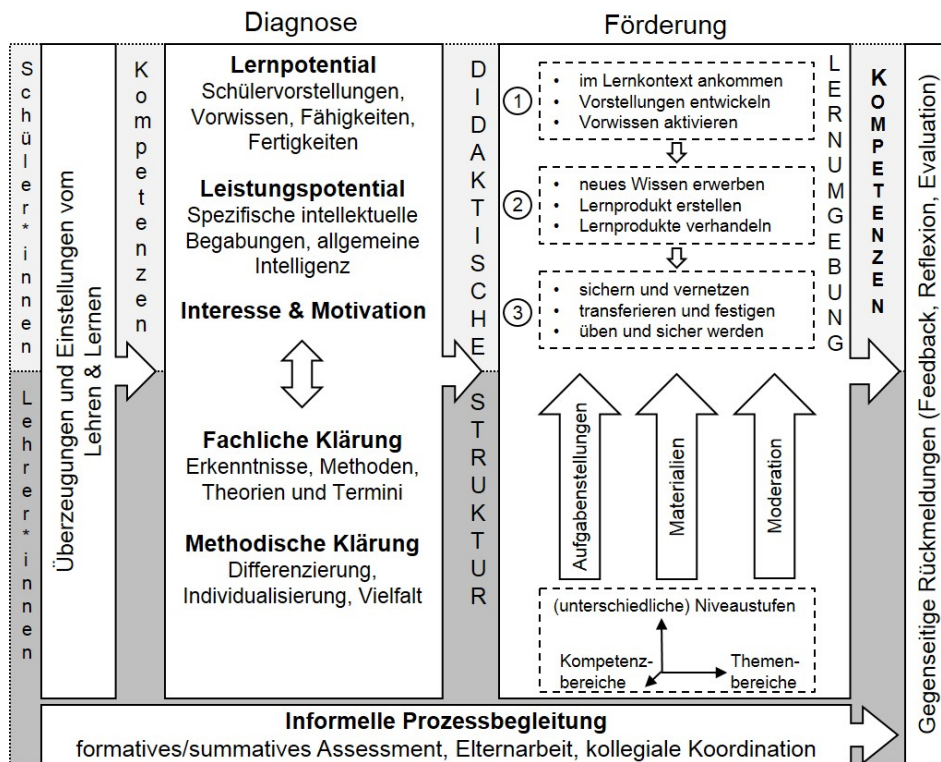 Diagnose
Förderung
Schüler*innen
Lehrer*innen
Überzeugungen und Einstellungen vom
Lehren & Lernen
Kompetenzen
Lernpotential
Schülervorstellungen,
Vorwissen, Fähigkeiten,
Fertigkeiten
Leistungspotential
Spezifische intellektuelle
Begabungen, allgemeine
Intelligenz
Interesse & Motivation
Fachliche Klärung
Erkenntnisse, Methoden,
Theorien und Termini
Methodische Klärung
Differenzierung,
Individualisierung, Vielfalt
DIDAKTISCHE STRUKTUR
1
• im Lernkontext ankommen
• Vorstellungen entwickeln
• Vorwissen aktivieren
2
• neues Wissen erwerben
• Lernprodukt erstellen
• Lernprodukte verhandeln
3
• sichern und vernetzen
• transferieren und festigen
• üben und sicher werden
Aufgabenstellungen
Materialien
Moderation
(unterschiedliche) Niveaustufen
Kompetenz-
bereiche
Themen-
bereiche
LERNUMGEBUNG
KOMPETENZEN
Gegenseitige Rückmeldungen (Feedback, Reflexion, Evaluation)
Informelle Prozessbegleitung
formatives/summatives Assessment, Elternarbeit, kollegiale Koordination